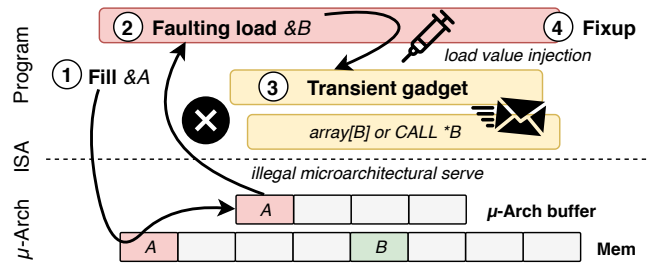 ② Faulting load &B
④ Fixup
load value injection
① Fill &A
③ Transient gadget
array[B] or CALL *B
Program
ISA
illegal microarchitectural serve
μ-Arch
A
μ-Arch buffer
A
B
Mem